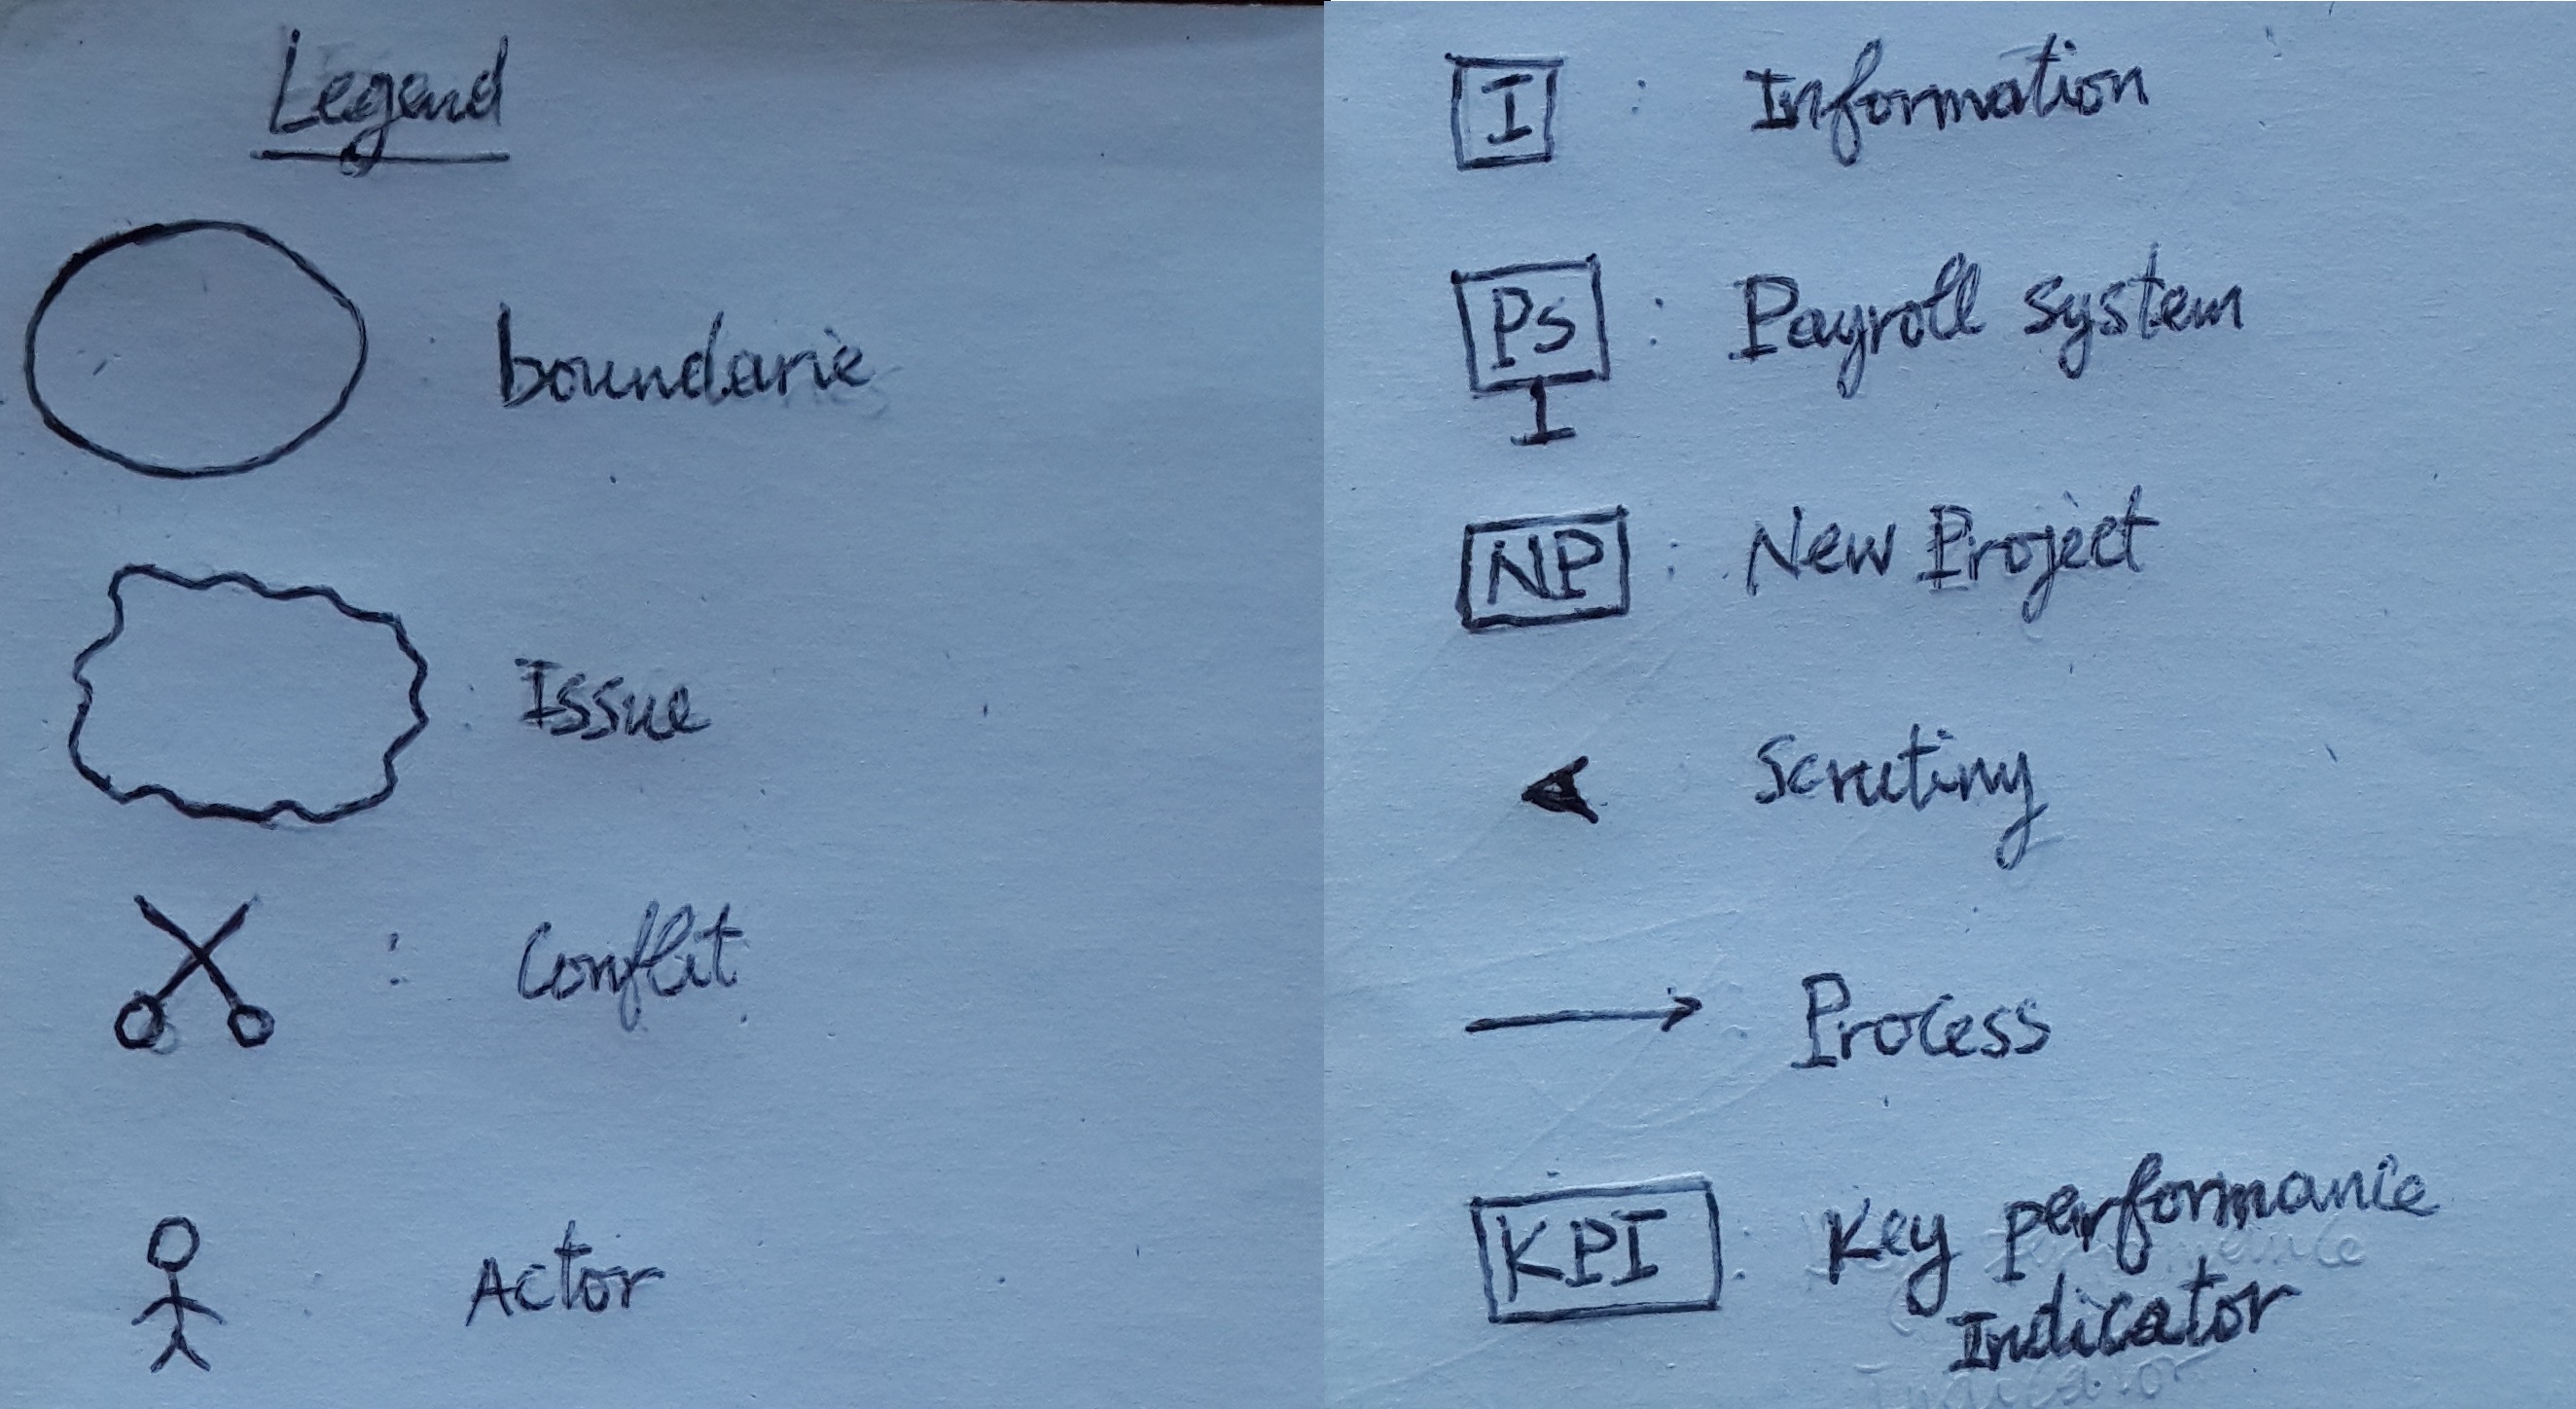 Legend
: boundarie
: Issue
: Conflit
: Actor
I : Information
PS : Payroll system
NP : New Project
Scrutiny
: Process
KPI : Key performance
Indicator